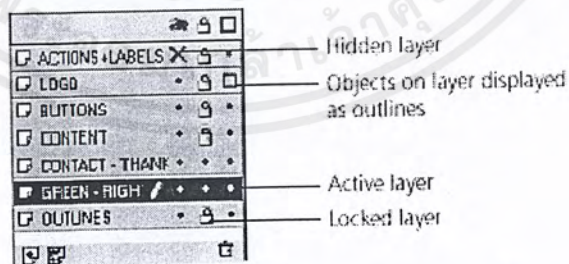 ACTIONS+LABELS
LOGO
BUTTONS
CONTENT
CONTACT - THANK
GREEN - RIGHT
OUTLINES
Hidden layer
Objects on layer displayed
as outlines
Active layer
Locked layer